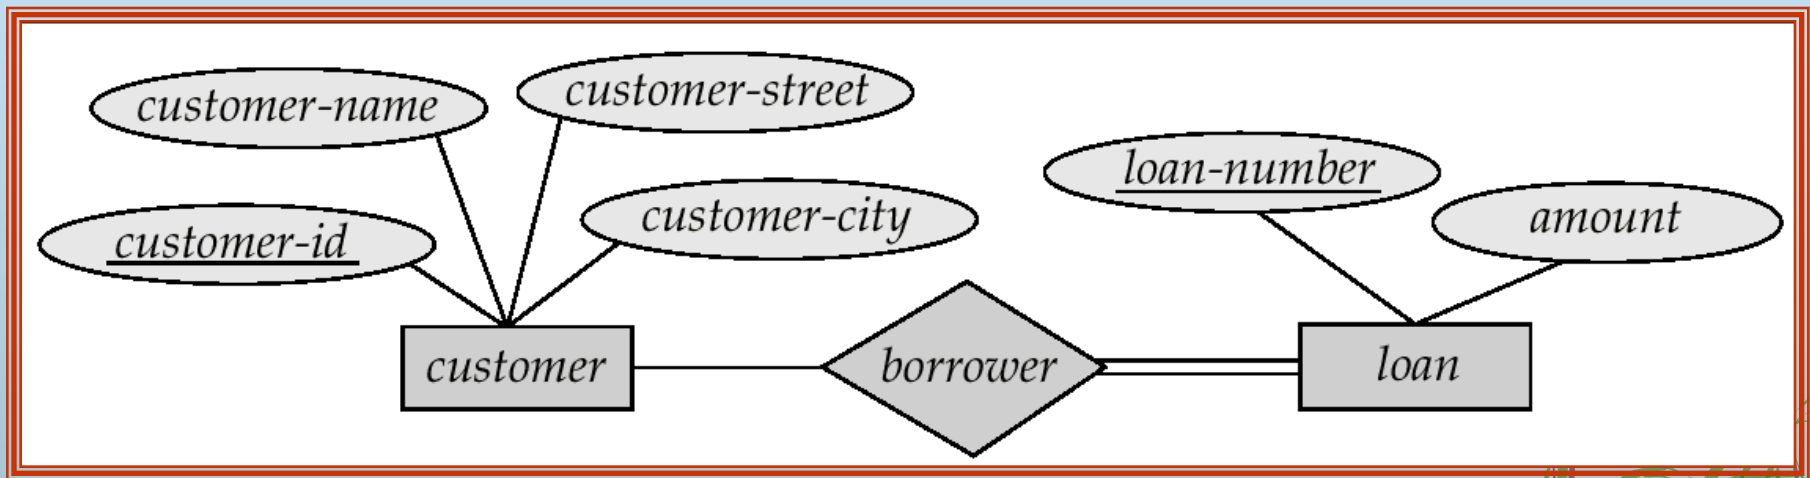 customer-name
customer-street
customer-id
customer-city
loan-number
amount
customer
borrower
loan